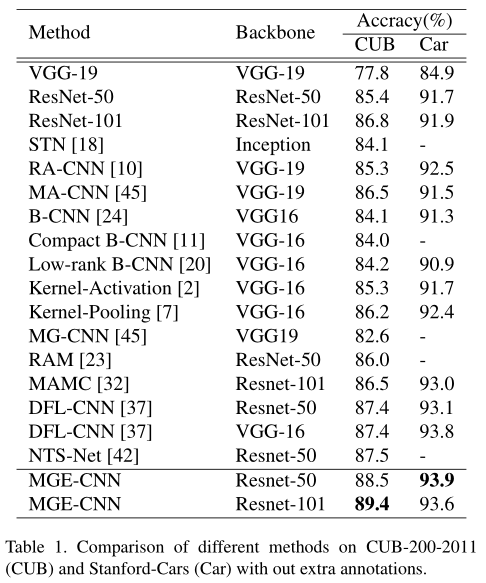 Method Backbone Accracy(%)
CUB Car
VGG-19 VGG-19 77.8 84.9
ResNet-50 ResNet-50 85.4 91.7
ResNet-101 ResNet-101 86.8 91.9
STN [18] Inception 84.1 -
RA-CNN [10] VGG-19 85.3 92.5
MA-CNN [45] VGG-19 86.5 91.5
B-CNN [24] VGG16 84.1 91.3
Compact B-CNN [11] VGG-16 84.0 -
Low-rank B-CNN [20] VGG-16 84.2 90.9
Kernel-Activation [2] VGG-16 85.3 91.7
Kernel-Pooling [7] VGG-16 86.2 92.4
MG-CNN [45] VGG19 82.6 -
RAM [23] ResNet-50 86.0 -
MAMC [32] Resnet-101 86.5 93.0
DFL-CNN [37] Resnet-50 87.4 93.1
DFL-CNN [37] VGG-16 87.4 93.8
NTS-Net [42] Resnet-50 87.5 -
MGE-CNN Resnet-50 88.5 93.9
MGE-CNN Resnet-101 89.4 93.6
Table 1. Comparison of different methods on CUB-200-2011
(CUB) and Stanford-Cars (Car) with out extra annotations.